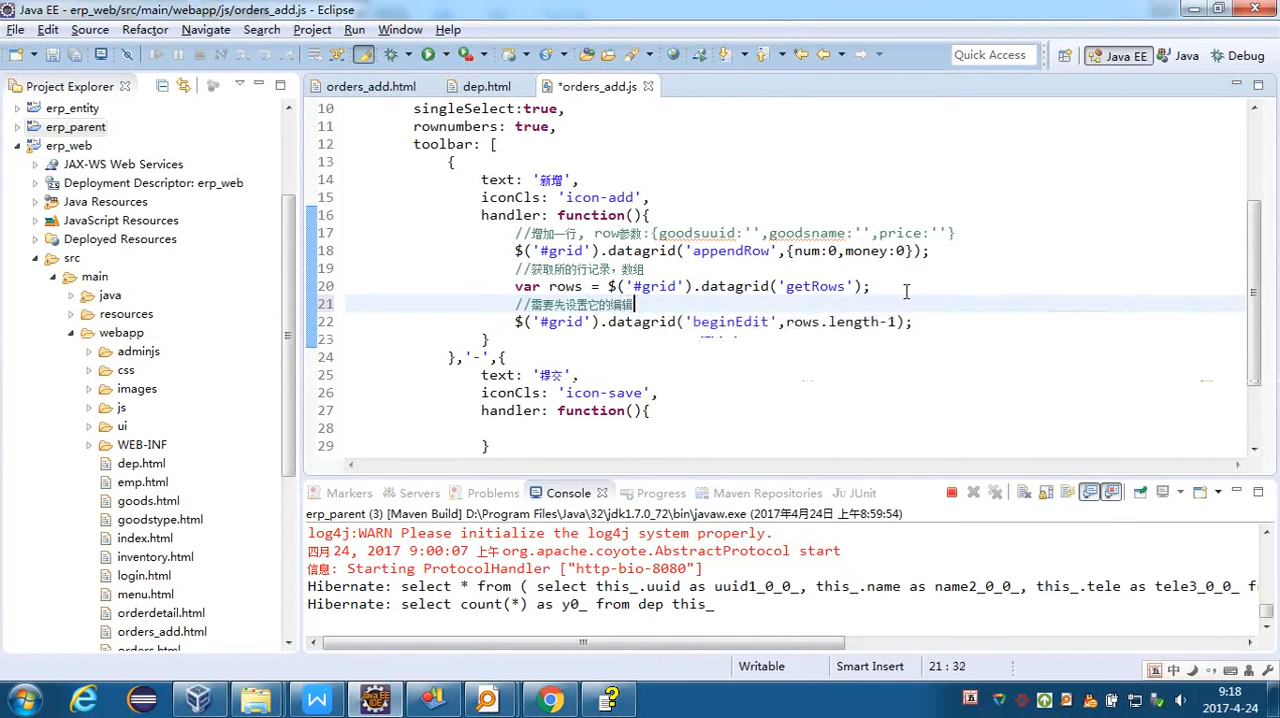 Java EE - erp_web/src/main/webapp/js/orders_add.js - Eclipse
File Edit Source Refactor Navigate Search Project Run Window Help
Quick Access Java EE Java Debug
Project Explorer
erp_entity
erp_parent
erp_web
JAX-WS Web Services
Deployment Descriptor: erp_web
Java Resources
JavaScript Resources
Deployed Resources
src
main
java
resources
webapp
adminjs
css
images
js
ui
WEB-INF
dep.html
emp.html
goods.html
goodstype.html
index.html
inventory.html
login.html
menu.html
orderdetail.html
orders_add.html
orders.html
orders_add.html dep.html *orders_add.js
10 singleSelect:true,
11 rownumbers: true,
12 toolbar: [
13 {
14 text: '新增',
15 iconCls: 'icon-add',
16 handler: function(){
17 //增加一行, row参数:{goodsuuid:'',goodsname:'',price:''}
18 $('#grid').datagrid('appendRow',{num:0,money:0});
19 //获取所的行记录，数组
20 var rows = $('#grid').datagrid('getRows');
21 //需要先设置它的编辑
22 $('#grid').datagrid('beginEdit',rows.length-1);
23 }
24 },'-',{
25 text: '提交',
26 iconCls: 'icon-save',
27 handler: function(){
28
29 }
Markers Servers Problems Console Progress Maven Repositories JUnit
erp_parent (3) [Maven Build] D:\Program Files\Java\32\jdk1.7.0_72\bin\javaw.exe (2017年4月24日 上午8:59:54)
log4j:WARN Please initialize the log4j system properly.
四月 24, 2017 9:00:07 上午 org.apache.coyote.AbstractProtocol start
信息: Starting ProtocolHandler ["http-bio-8080"]
Hibernate: select * from ( select this_.uuid as uuid1_0_0_, this_.name as name2_0_0_, this_.tele as tele3_0_0_ f
Hibernate: select count(*) as y0_ from dep this_
Writable Smart Insert 21 : 32
五 中
9:18
2017-4-24